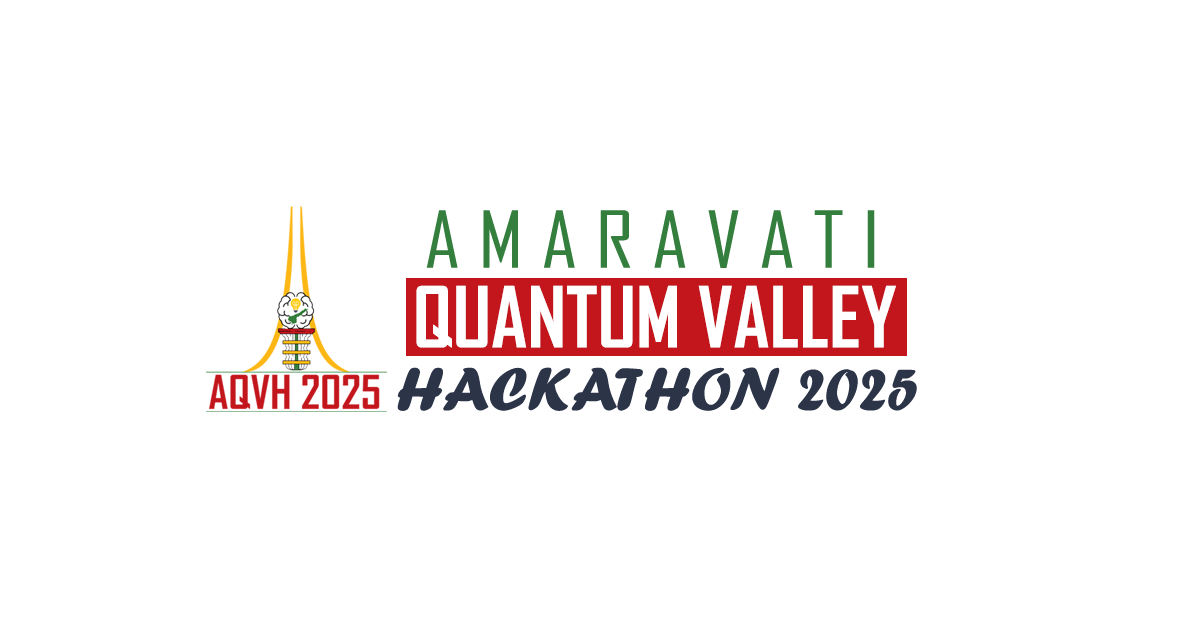 AMARAVATI
QUANTUM VALLEY
HACKATHON 2025
AQVH 2025